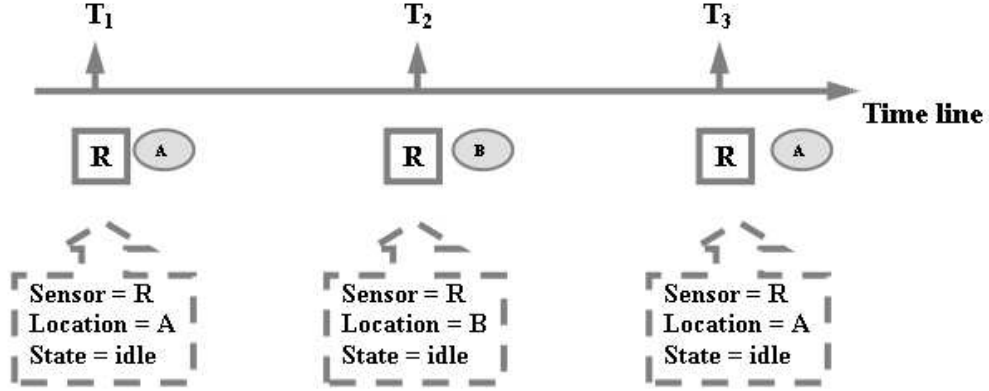 T1 T2 T3
Time line
R A R B R A
Sensor = R Sensor = R Sensor = R
Location = A Location = B Location = A
State = idle State = idle State = idle